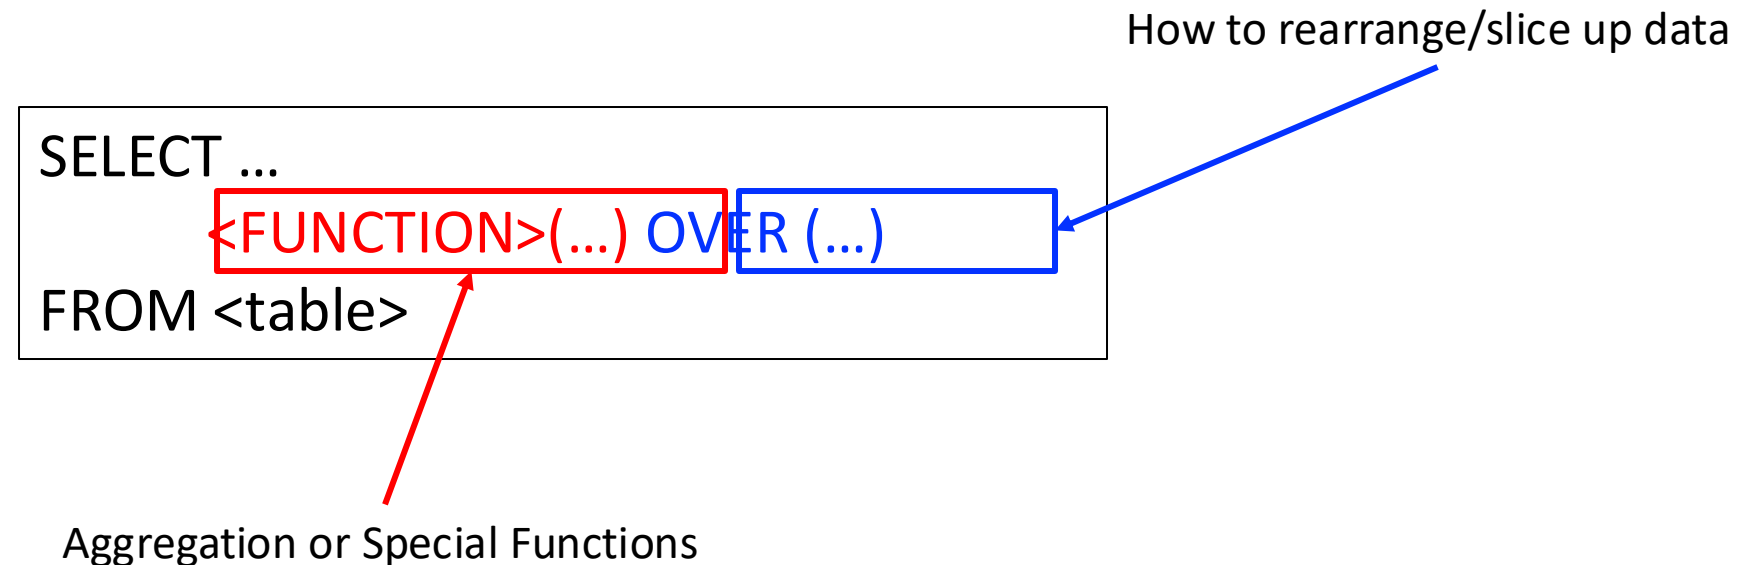 How to rearrange/slice up data
SELECT …
<FUNCTION>(…) OVER (…)
FROM <table>
Aggregation or Special Functions